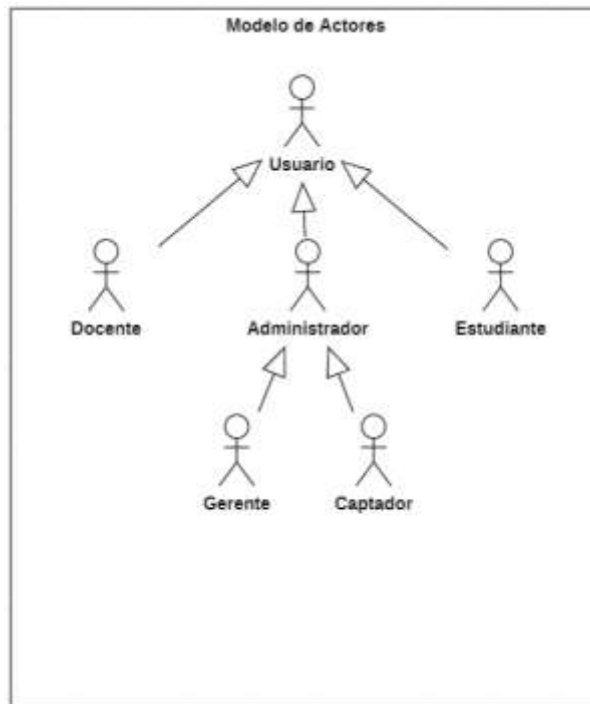 Modelo de Actores
Usuario
Docente
Administrador
Estudiante
Gerente
Captador